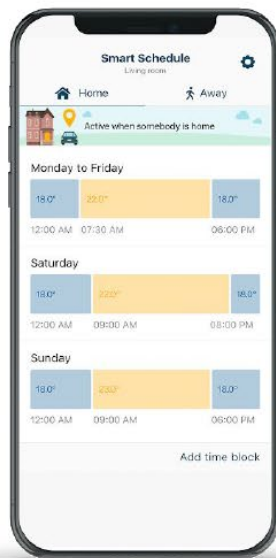 Smart Schedule
Living room
Home Away
Active when somebody is home
Monday to Friday
18.0° 22.0° 18.0°
12:00 AM 07:30 AM 06:00 PM
Saturday
18.0° 22.0° 18.0°
12:00 AM 09:00 AM 08:00 PM
Sunday
18.0° 18.0°
12:00 AM 09:00 AM 06:00 PM
Add time block